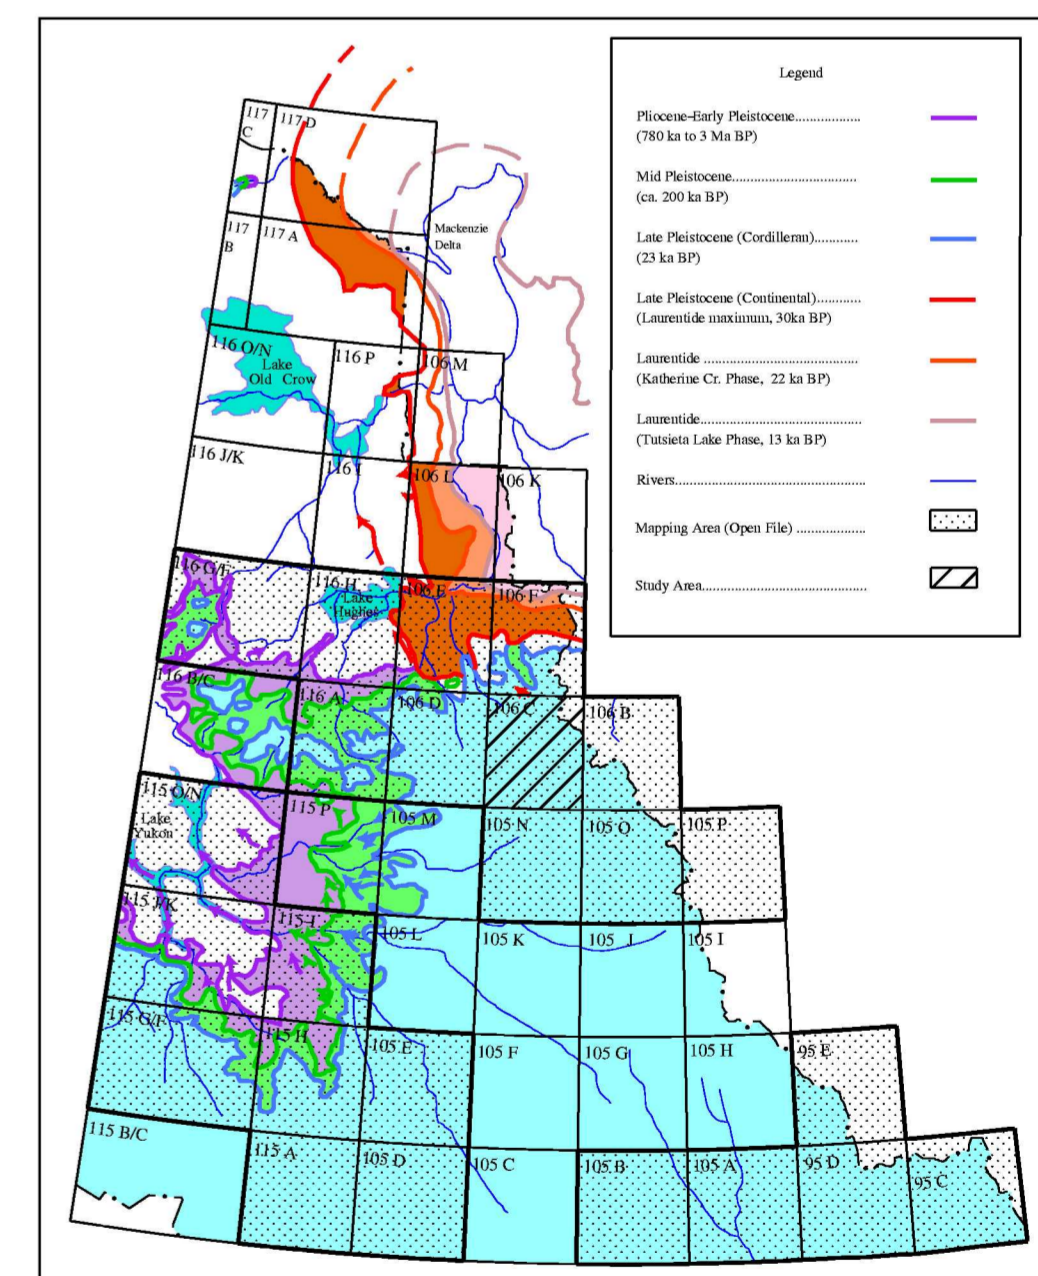 Legend
Pliocene-Early Pleistocene..................
(780 ka to 3 Ma BP)
Mid Pleistocene...................................
(ca. 200 ka BP)
Late Pleistocene (Cordilleran)............
(23 ka BP)
Late Pleistocene (Continental)............
(Laurentide maximum, 30ka BP)
Laurentide ...........................................
(Katherine Cr. Phase, 22 ka BP)
Laurentide.............................................
(Tutsieta Lake Phase, 13 ka BP)
Rivers....................................................
Mapping Area (Open File) ...................
Study Area.............................................
117
C
117 D
117
B
117 A
Mackenzie
Delta
116 O/N
Lake
Old Crow
116 P
106 M
116 J/K
116 I
106 L
106 K
116 G/F
116 H
Lake
Hughes
106 E
106 F
116 B/C
116 A
106 D
106 C
106 B
115 O/N
Lake
Yukon
115 P
105 M
105 N
105 O
105 P
115 J/K
115 I
105 L
105 K
105 J
105 I
115 G/F
115 H
105 E
105 F
105 G
105 H
95 E
115 B/C
115 A
105 D
105 C
105 B
105 A
95 D
95 C